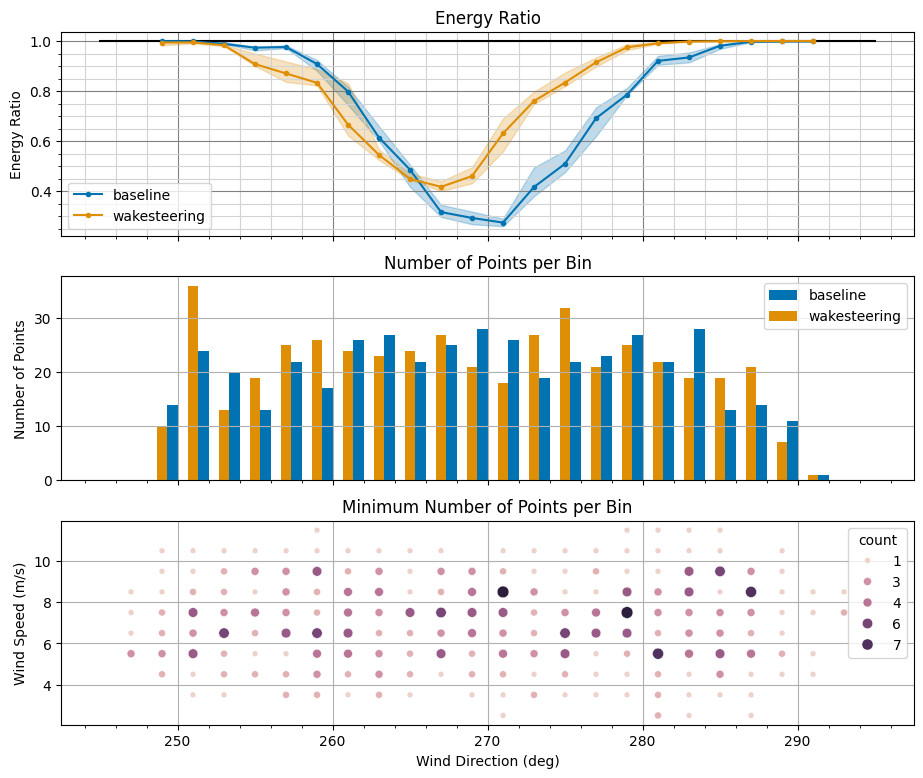 Energy Ratio
Energy Ratio
1.0
0.8
0.6
0.4
baseline
wakesteering
Number of Points per Bin
Number of Points
30
20
10
0
baseline
wakesteering
Minimum Number of Points per Bin
Wind Speed (m/s)
10
8
6
4
count
1
3
4
6
7
250
260
270
280
290
Wind Direction (deg)